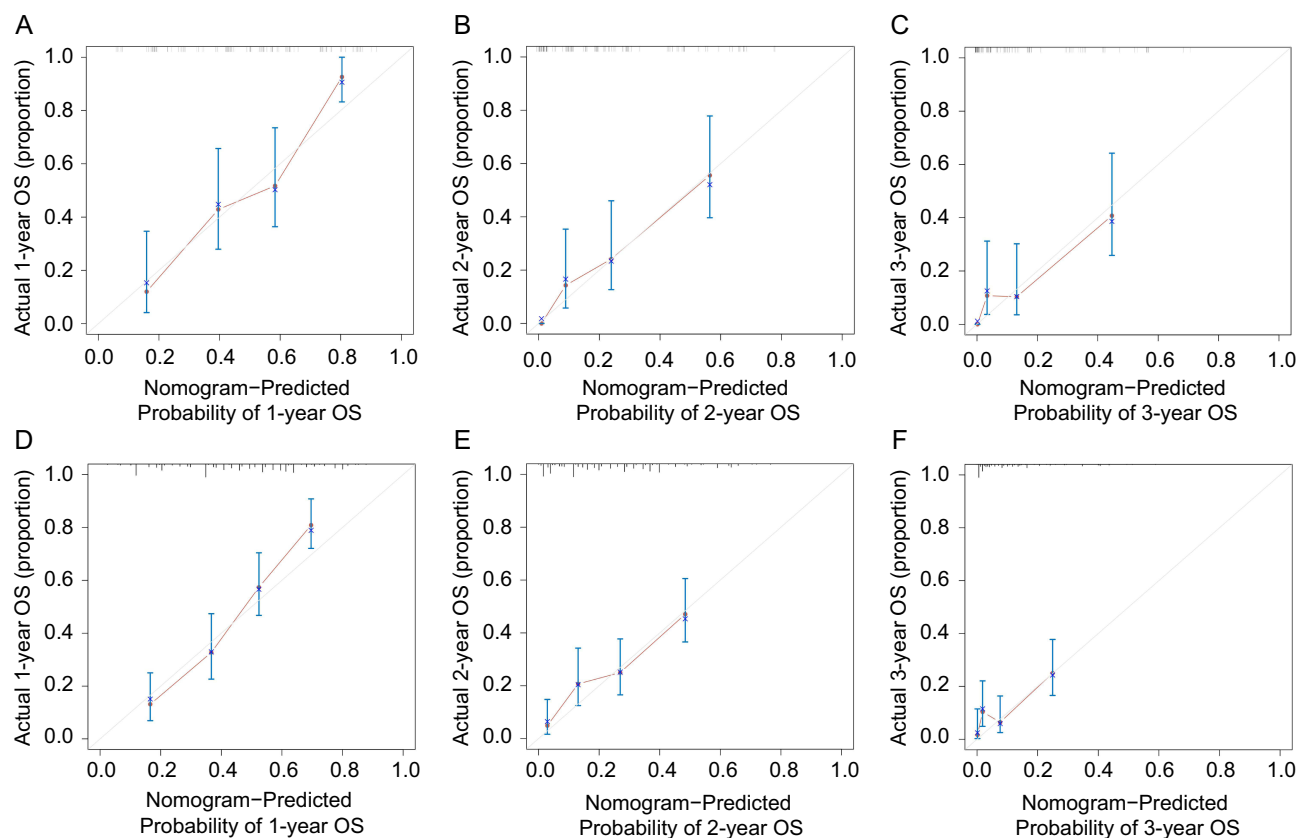 A
Actual 1-year OS (proportion)
1.0
0.8
0.6
0.4
0.2
0.0
0.0 0.2 0.4 0.6 0.8 1.0
Nomogram−Predicted
Probability of 1-year OS
B
Actual 2-year OS (proportion)
1.0
0.8
0.6
0.4
0.2
0.0
0.0 0.2 0.4 0.6 0.8 1.0
Nomogram−Predicted
Probability of 2-year OS
C
Actual 3-year OS (proportion)
1.0
0.8
0.6
0.4
0.2
0.0
0.0 0.2 0.4 0.6 0.8 1.0
Nomogram−Predicted
Probability of 3-year OS
D
Actual 1-year OS (proportion)
1.0
0.8
0.6
0.4
0.2
0.0
0.0 0.2 0.4 0.6 0.8 1.0
Nomogram−Predicted
Probability of 1-year OS
E
Actual 2-year OS (proportion)
1.0
0.8
0.6
0.4
0.2
0.0
0.0 0.2 0.4 0.6 0.8 1.0
Nomogram−Predicted
Probability of 2-year OS
F
Actual 3-year OS (proportion)
1.0
0.8
0.6
0.4
0.2
0.0
0.0 0.2 0.4 0.6 0.8 1.0
Nomogram−Predicted
Probability of 3-year OS